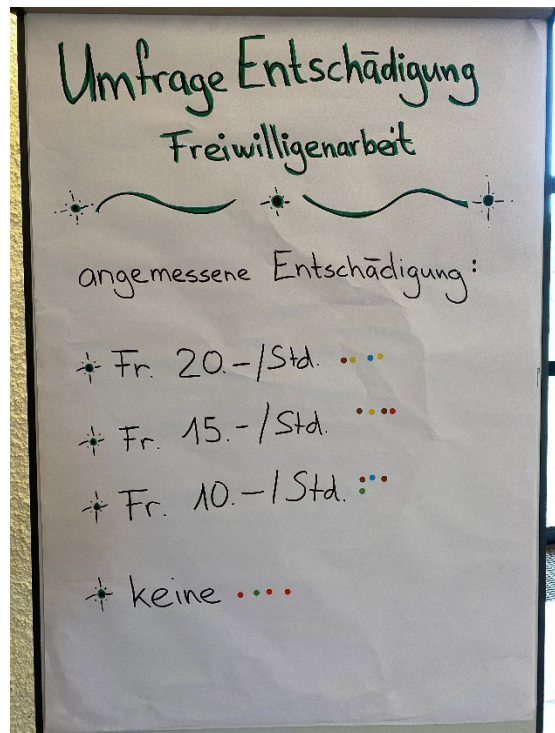 Umfrage Entschädigung
Freiwilligenarbeit
angemessene Entschädigung:
Fr. 20.-/Std.
Fr. 15.-/Std.
Fr. 10.-/Std.
keine